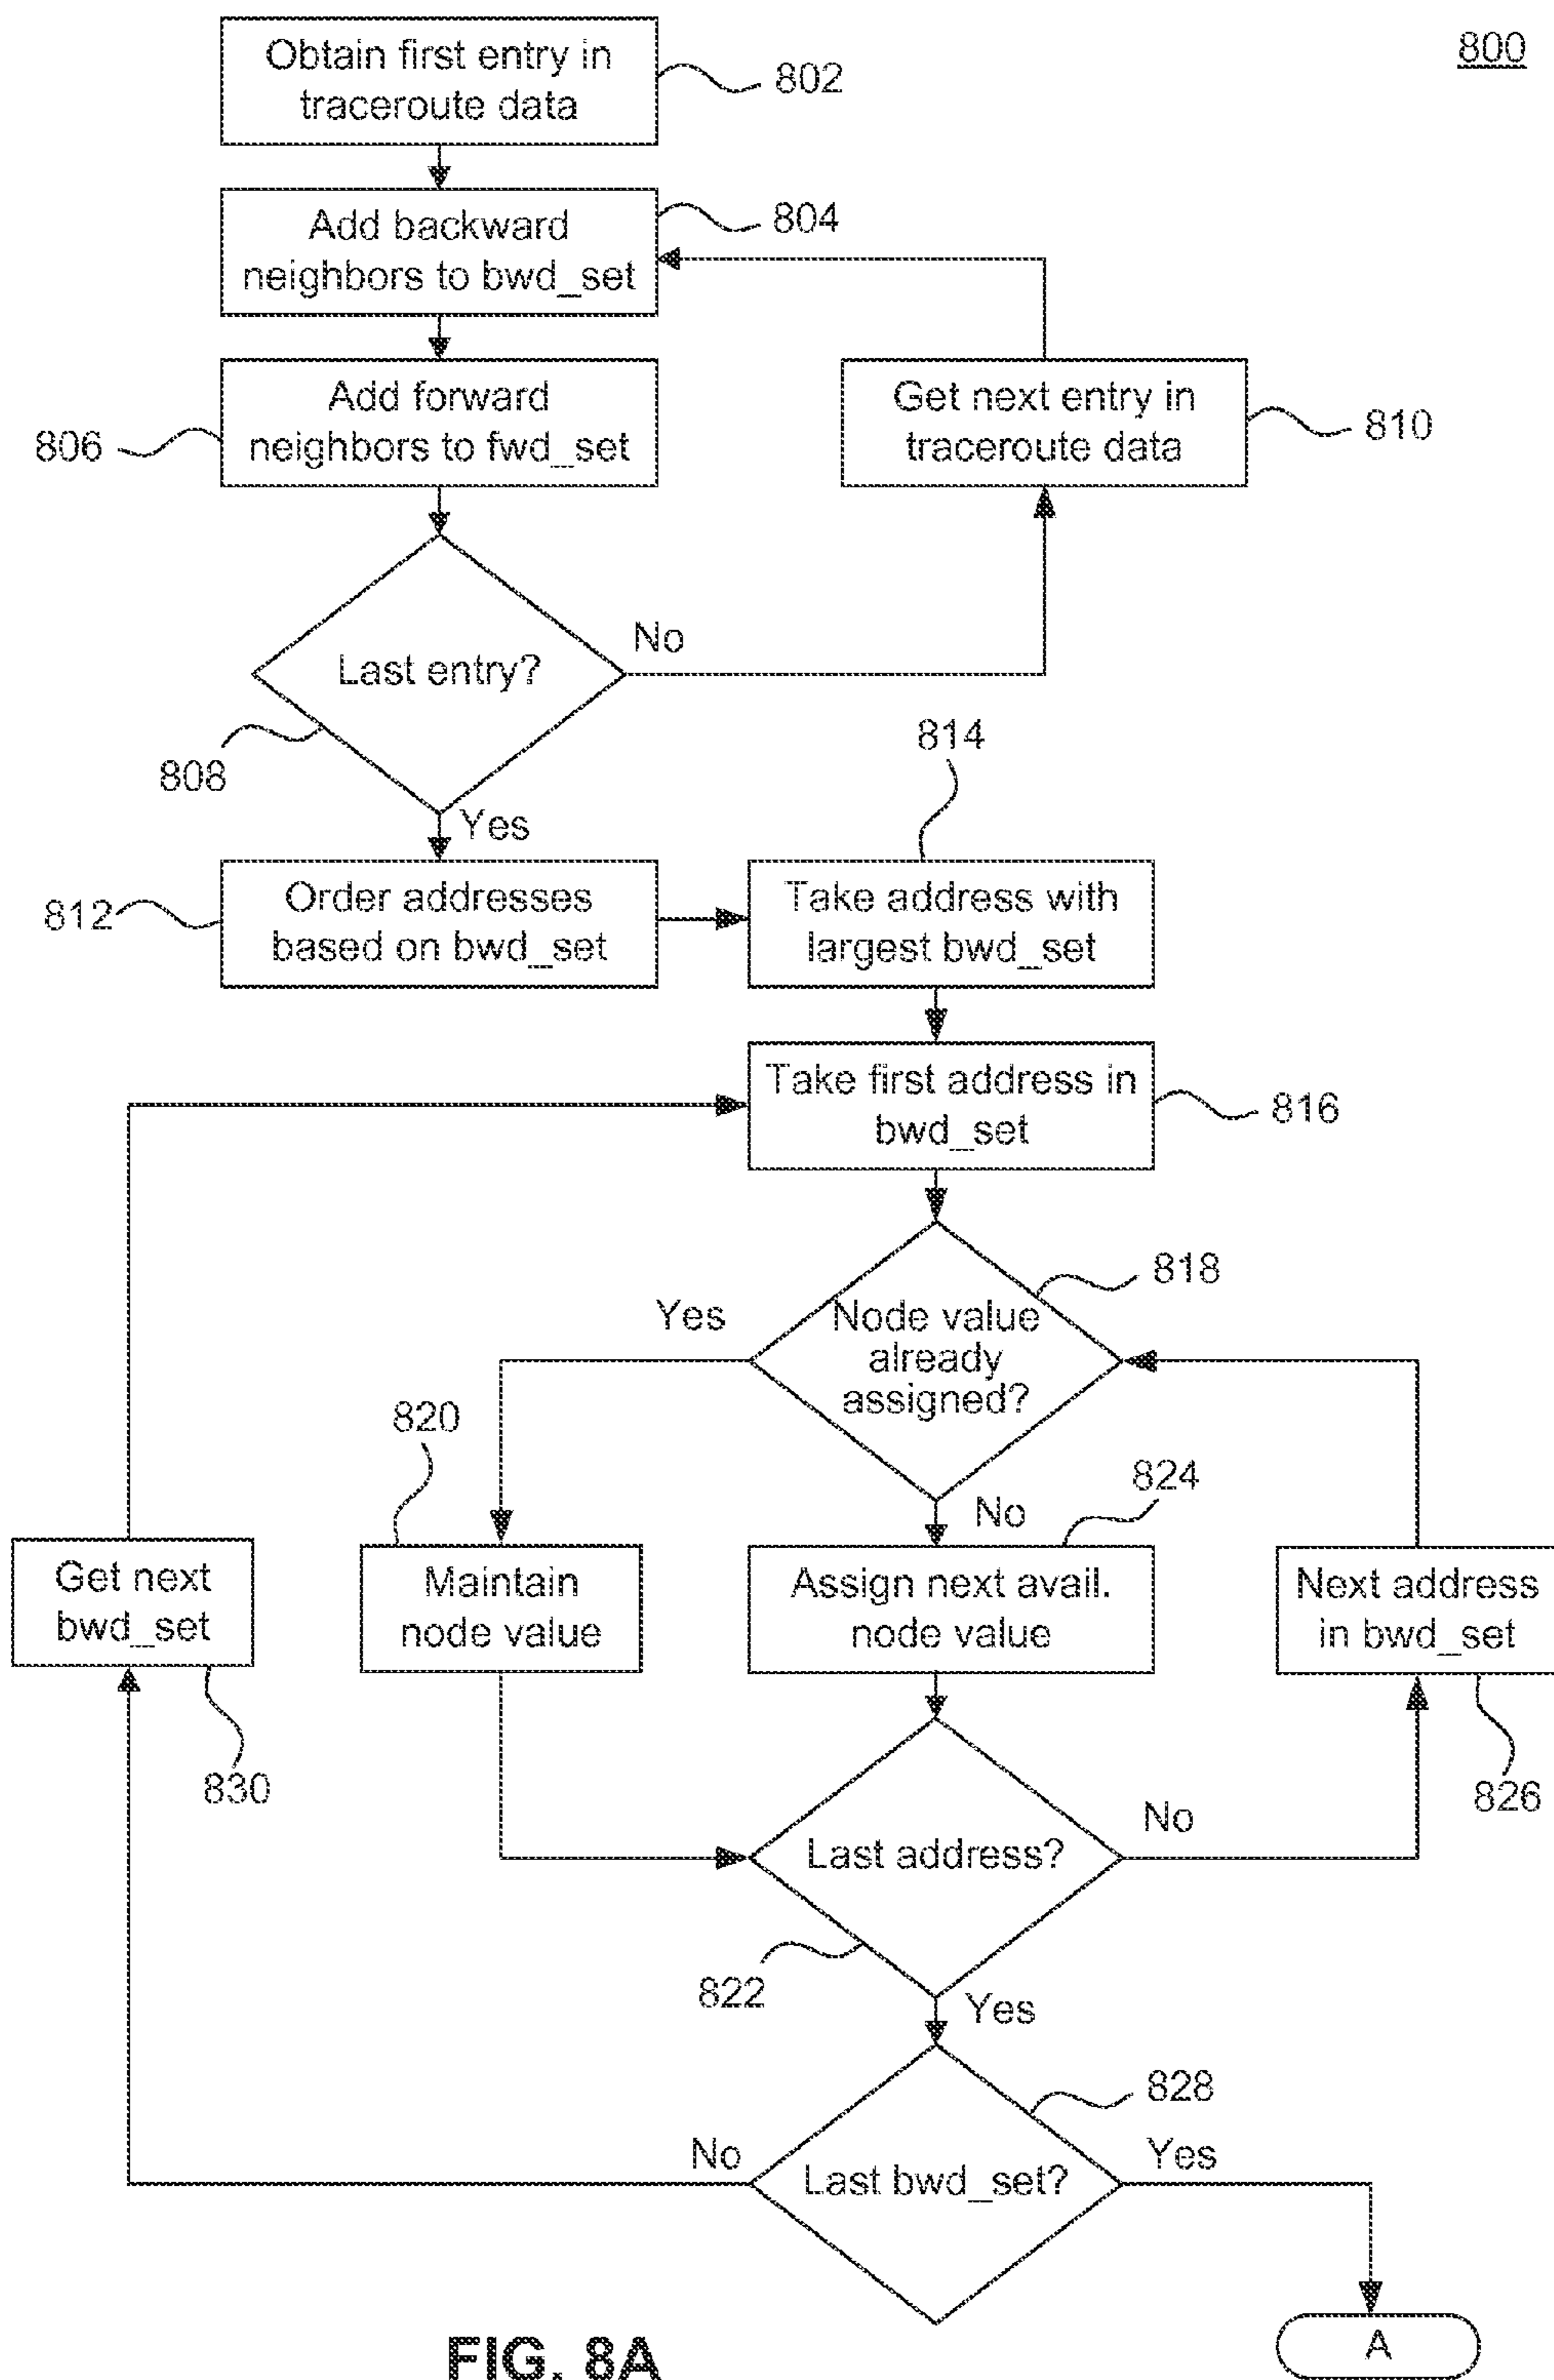 800
Obtain first entry in
traceroute data
802
Add backward
neighbors to bwd_set
804
Add forward
neighbors to fwd_set
806
Get next entry in
traceroute data
810
Last entry?
No
808
Yes
814
812
Order addresses
based on bwd_set
Take address with
largest bwd_set
Take first address in
bwd_set
816
818
Yes
Node value
already
assigned?
820
824
No
Get next
bwd_set
Maintain
node value
Assign next avail.
node value
Next address
in bwd_set
830
826
No
Last address?
822
Yes
828
No
Yes
Last bwd_set?
A
FIG. 8A